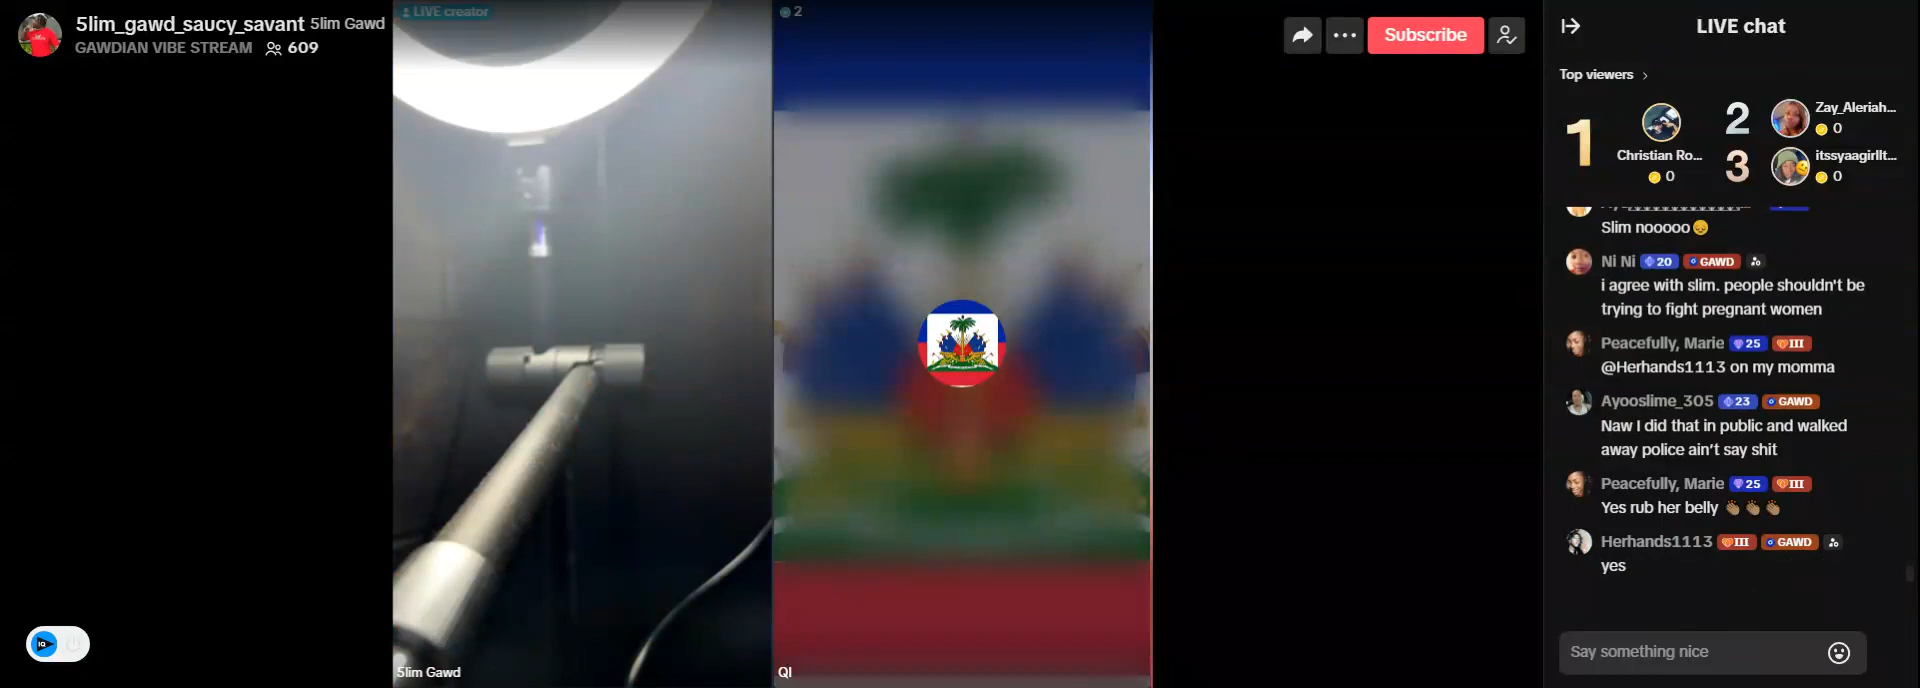 5lim_gawd_saucy_savant 5lim Gawd
GAWDIAN VIBE STREAM 609
LIVE creator
2
Subscribe
LIVE chat
Top viewers >
1
Christian Ro...
0
2
Zay_Aleriah...
0
3
itssyaagirllt...
0
Slim nooooo😔
Ni Ni 20 GAWD
i agree with slim. people shouldn't be
trying to fight pregnant women
Peacefully, Marie 25 III
@Herhands1113 on my momma
Ayooslime_305 23 GAWD
Naw I did that in public and walked
away police ain't say shit
Peacefully, Marie 25 III
Yes rub her belly 👏🏽 👏🏽 👏🏽
Herhands1113 III GAWD
yes
Say something nice
5lim Gawd
QI
IQ